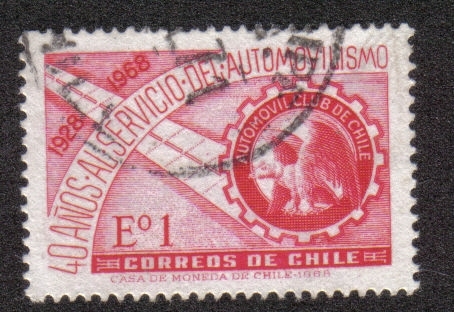 40 AÑOS·AL SERVICIO·DEL·AUTOMOVILISMO
1928 1968
AUTOMOVIL CLUB DE CHILE
Eº1
CORREOS DE CHILE
CASA DE MONEDA DE CHILE-1968